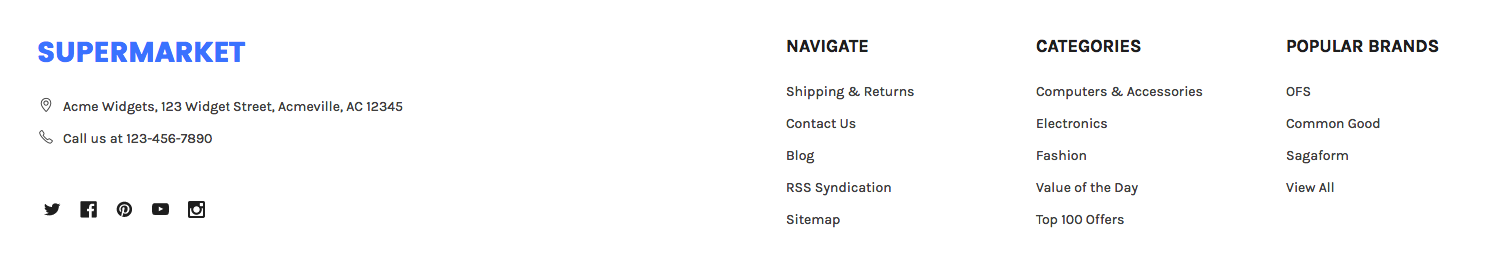 SUPERMARKET
Acme Widgets, 123 Widget Street, Acmeville, AC 12345
Call us at 123-456-7890
NAVIGATE
Shipping & Returns
Contact Us
Blog
RSS Syndication
Sitemap
CATEGORIES
Computers & Accessories
Electronics
Fashion
Value of the Day
Top 100 Offers
POPULAR BRANDS
OFS
Common Good
Sagaform
View All